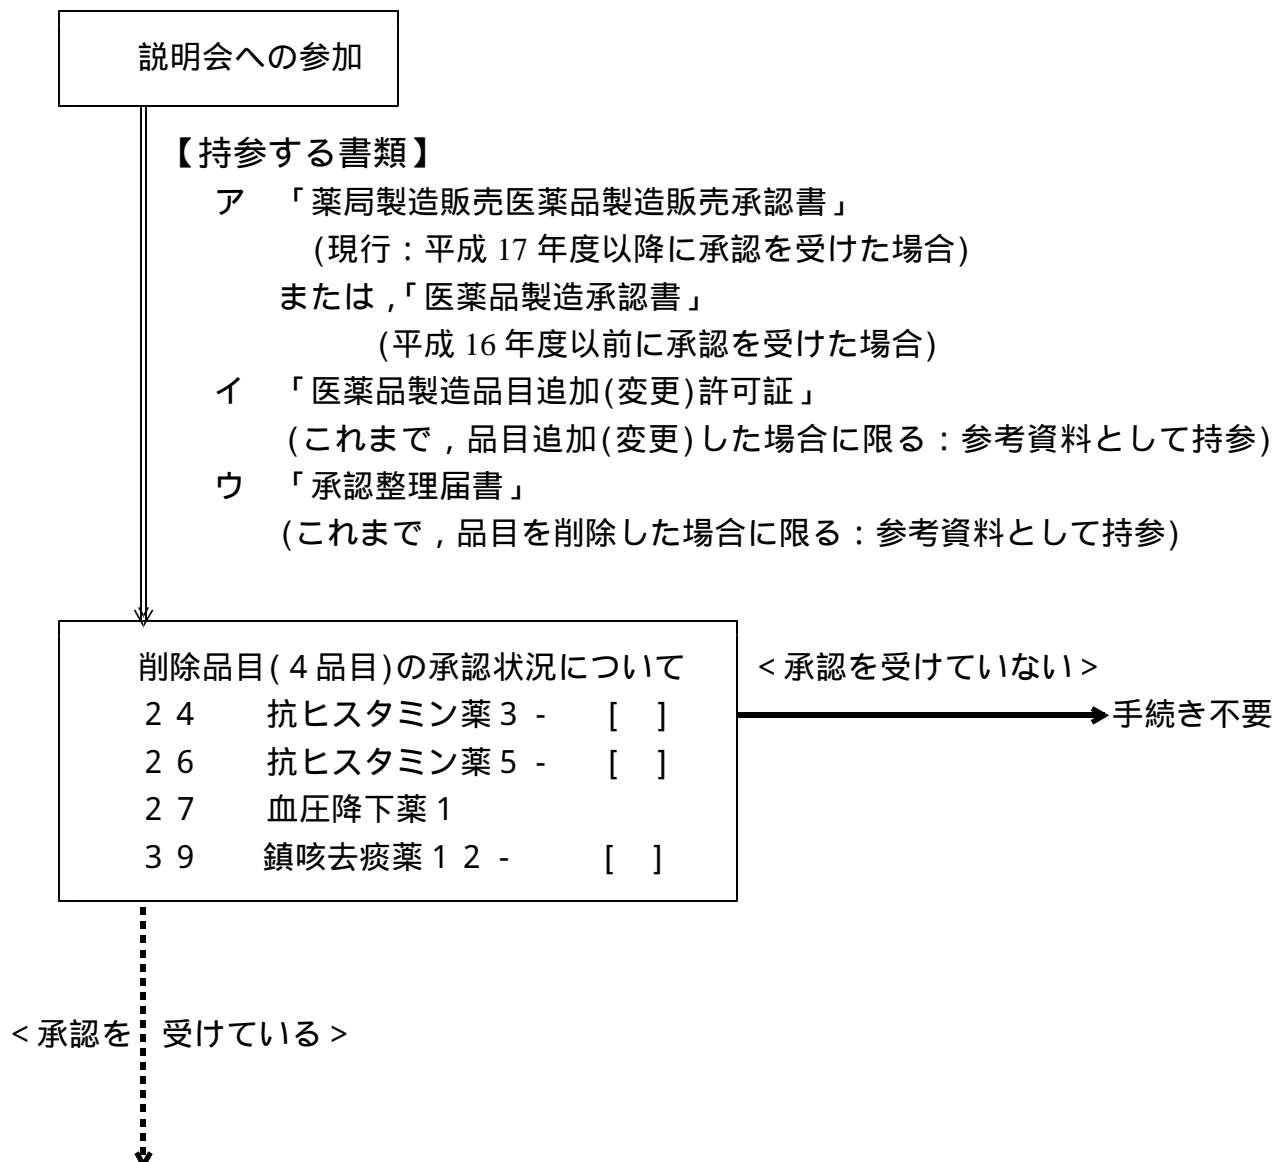 説明会への参加
【持参する書類】
ア 「薬局製造販売医薬品製造販売承認書」
(現行:平成 17 年度以降に承認を受けた場合)
または,「医薬品製造承認書」
(平成 16 年度以前に承認を受けた場合)
イ 「医薬品製造品目追加(変更)許可証」
(これまで,品目追加(変更)した場合に限る:参考資料として持参)
ウ 「承認整理届書」
(これまで,品目を削除した場合に限る:参考資料として持参)
削除品目(4品目)の承認状況について
<承認を受けていない>
24 抗ヒスタミン薬3- [ ]
手続き不要
26 抗ヒスタミン薬5- [ ]
27 血圧降下薬1
39 鎮咳去痰薬12- [ ]
<承認を 受けている>